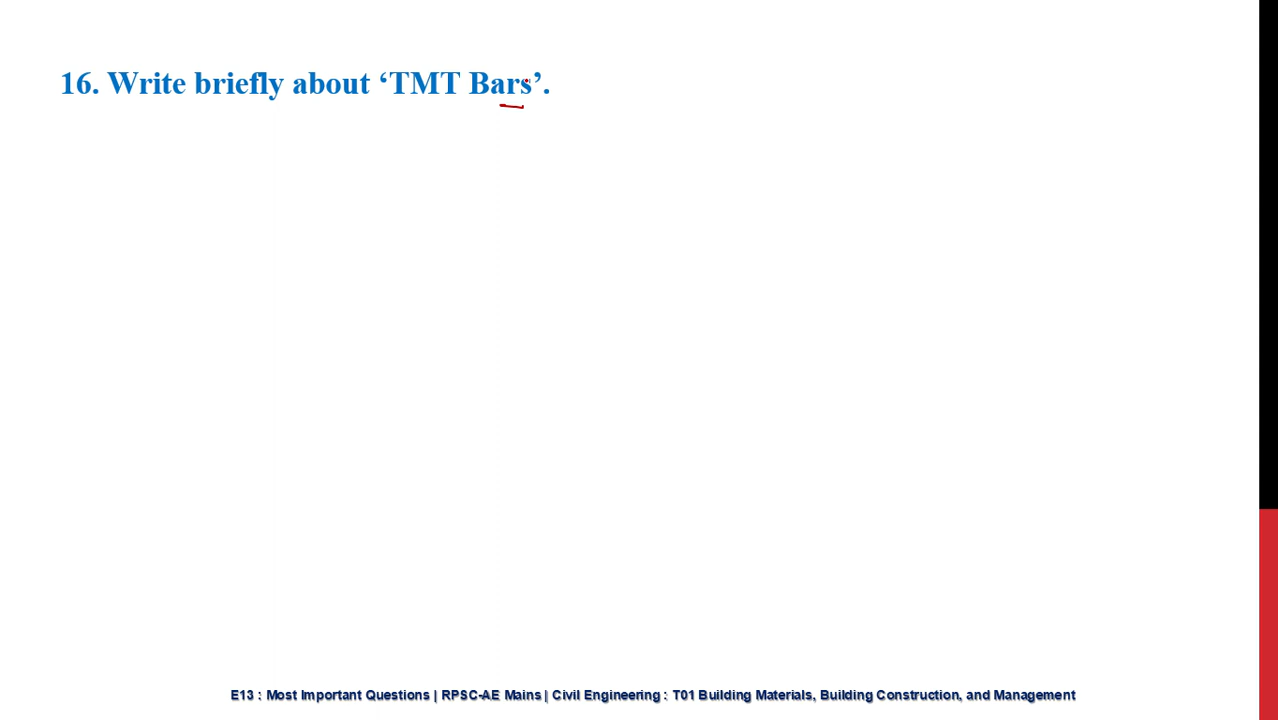 16. Write briefly about ‘TMT Bars’.
E13 : Most Important Questions | RPSC-AE Mains | Civil Engineering : T01 Building Materials, Building Construction, and Management